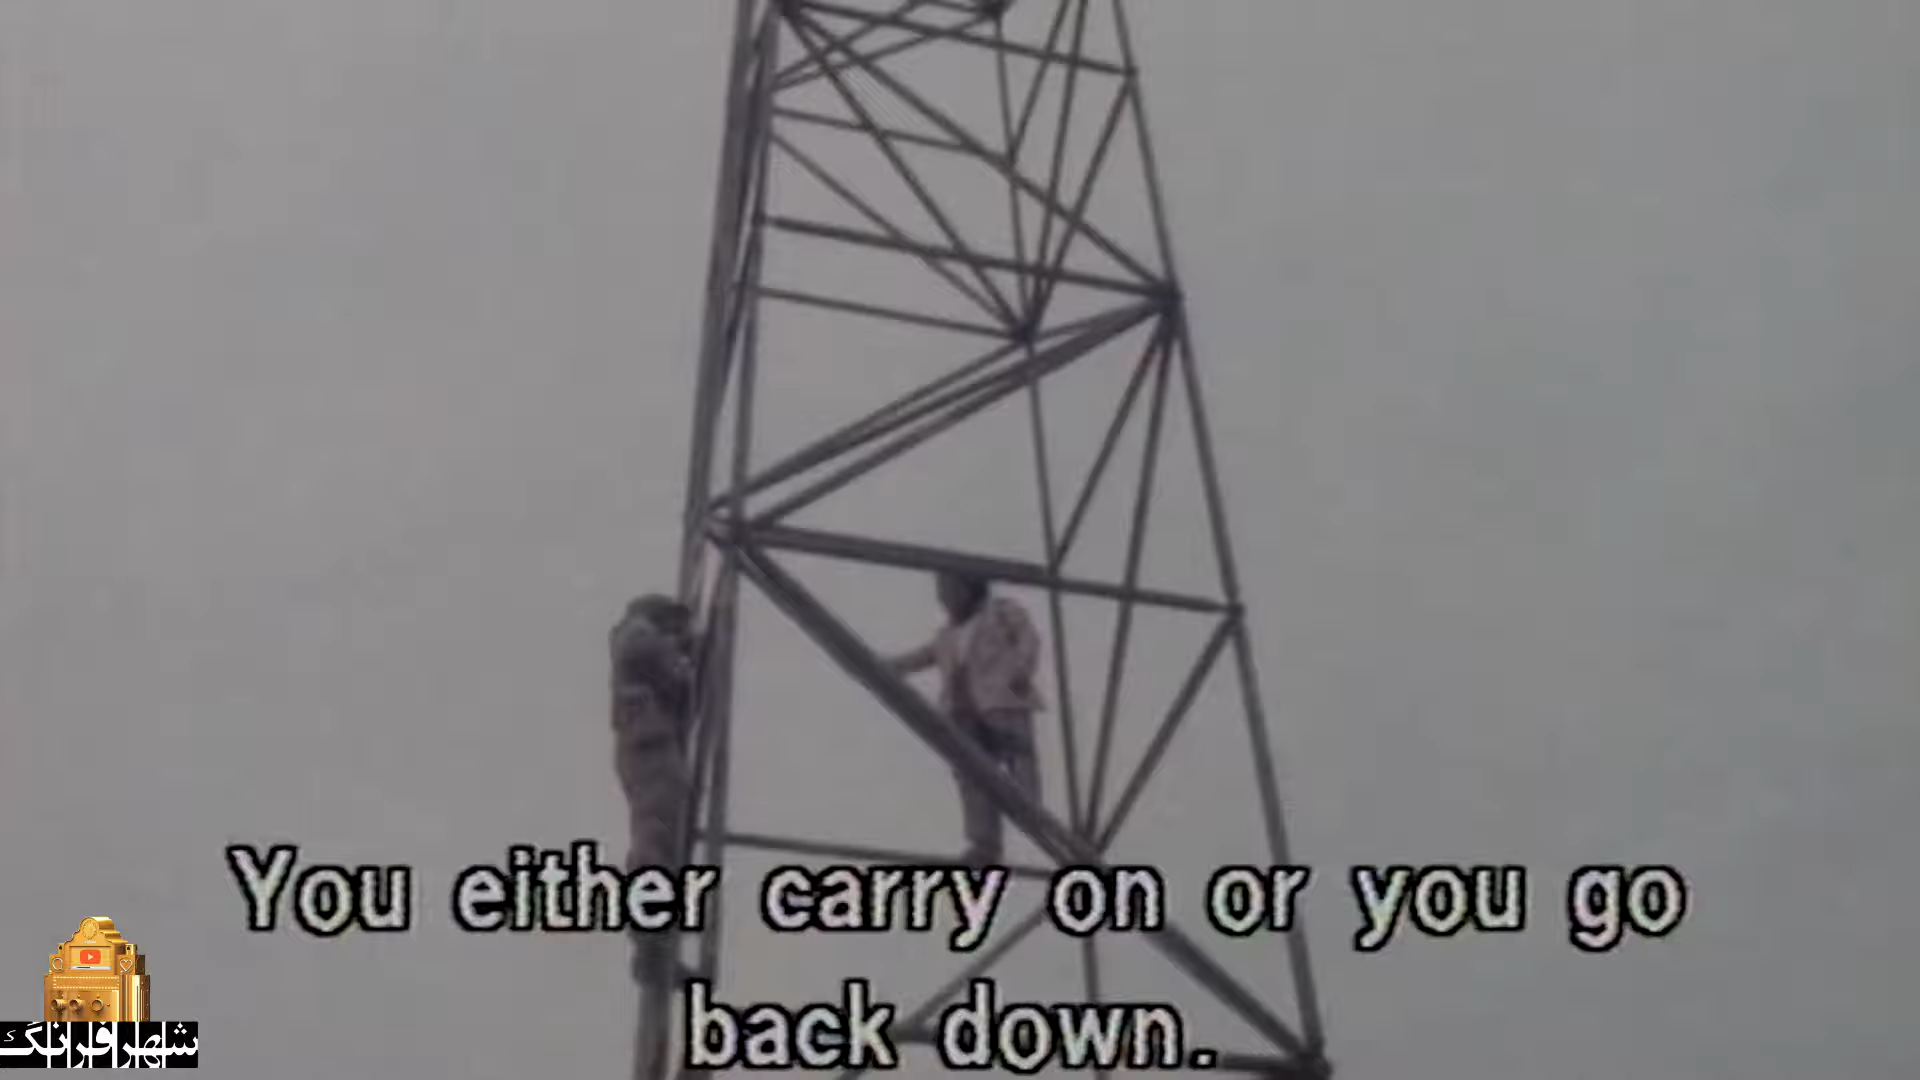 You either carry on or you go
back down.
شهر فرنگ